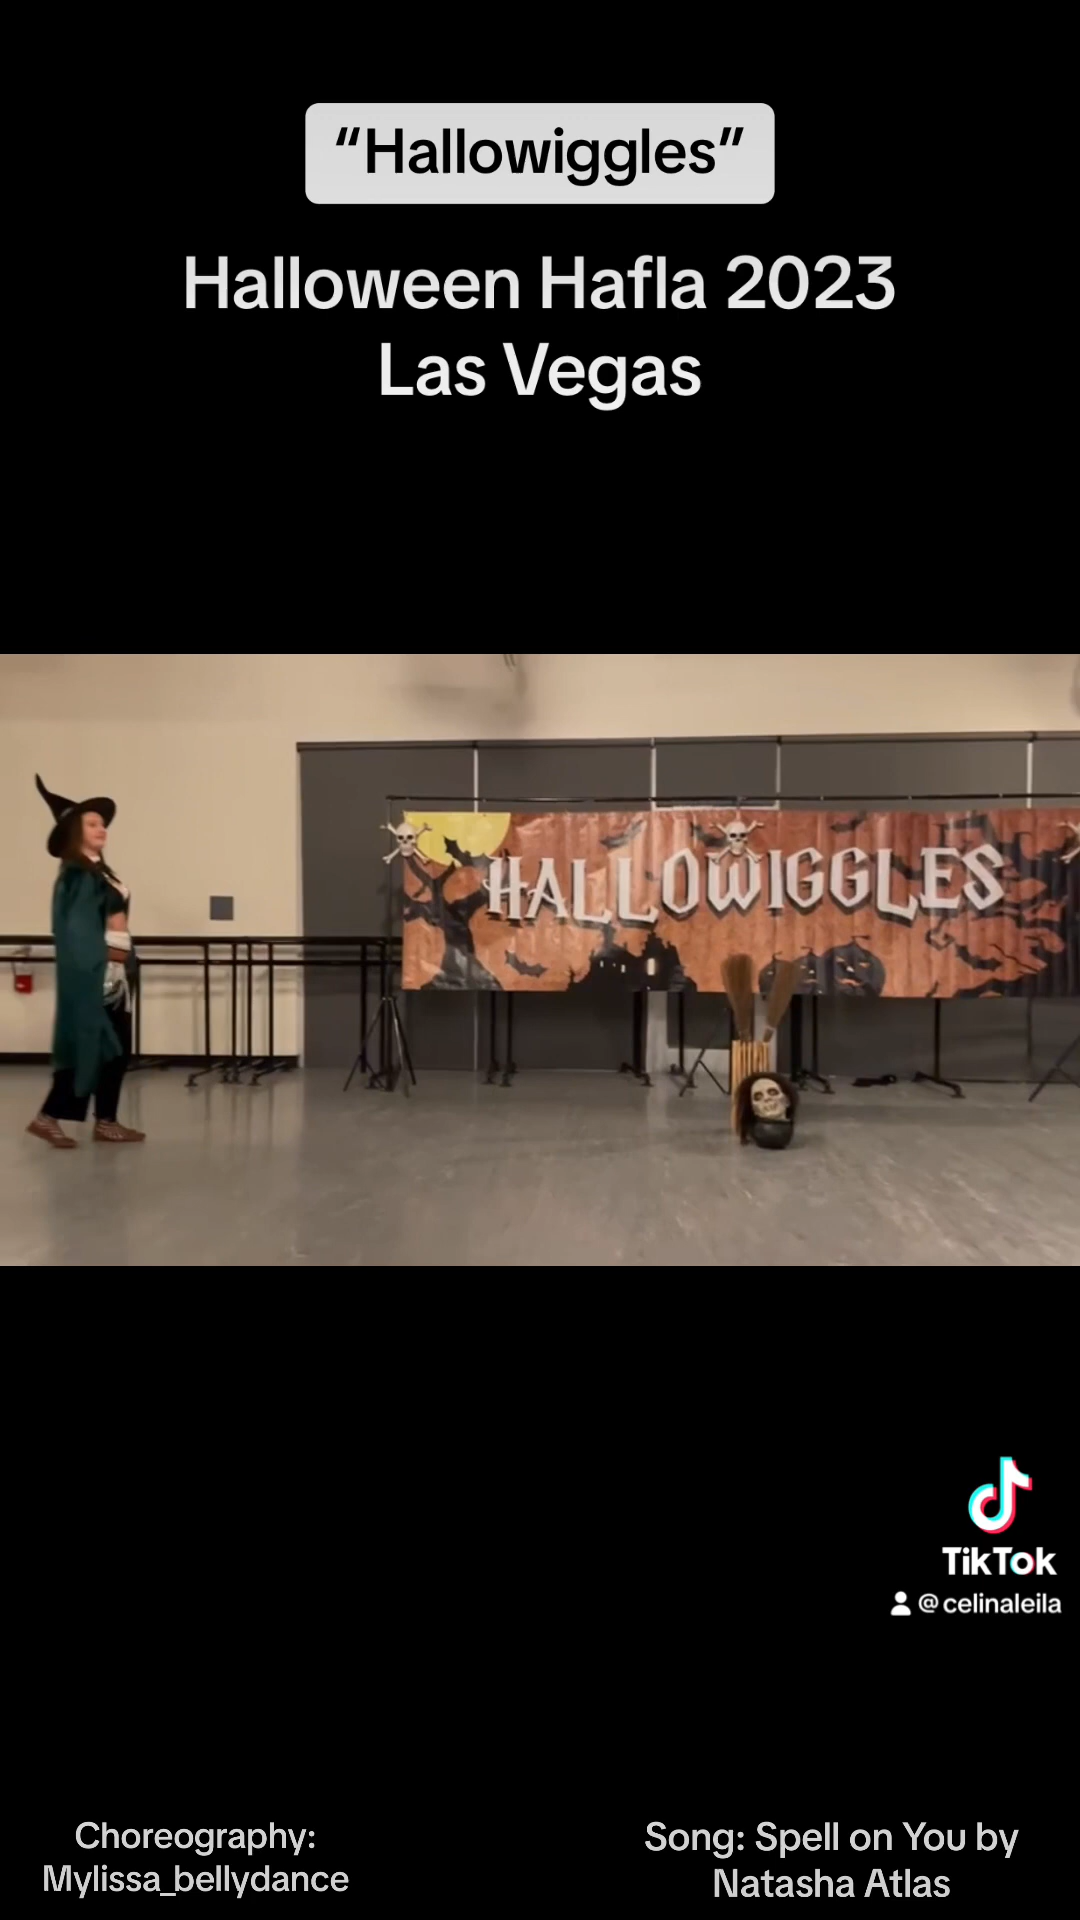 “Hallowiggles”
Halloween Hafla 2023
Las Vegas
HALLOWIGGLES
TikTok
@celinaleila
Choreography:
Mylissa_bellydance
Song: Spell on You by
Natasha Atlas